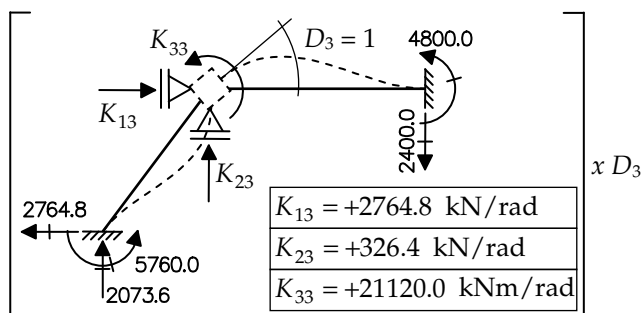 K33
D3 = 1
4800.0
K13
2400.0
K23
x D3
2764.8
5760.0
2073.6
K13 = +2764.8 kN/rad
K23 = +326.4 kN/rad
K33 = +21120.0 kNm/rad